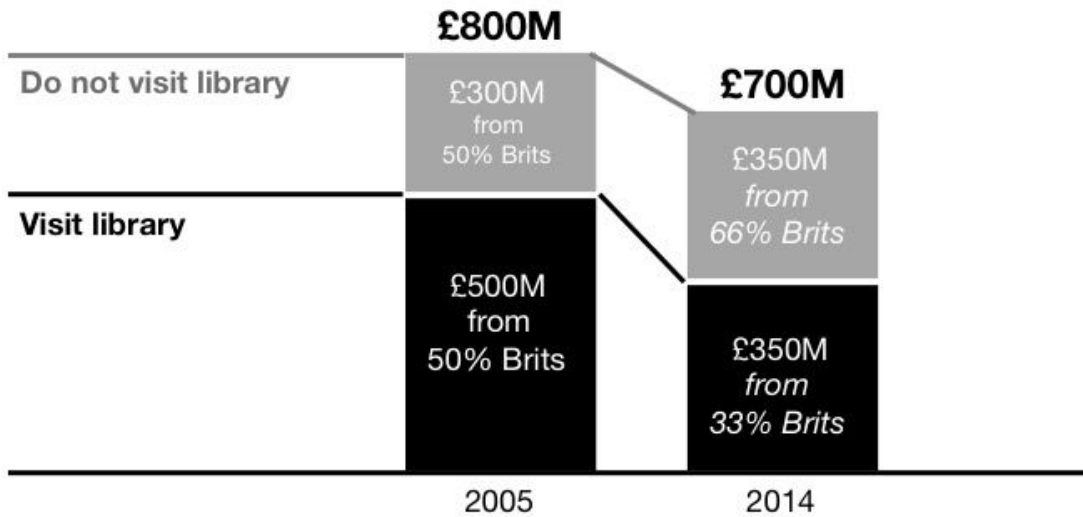 £800M
Do not visit library
£300M
from
50% Brits
£700M
£350M
from
66% Brits
Visit library
£500M
from
50% Brits
£350M
from
33% Brits
2005
2014